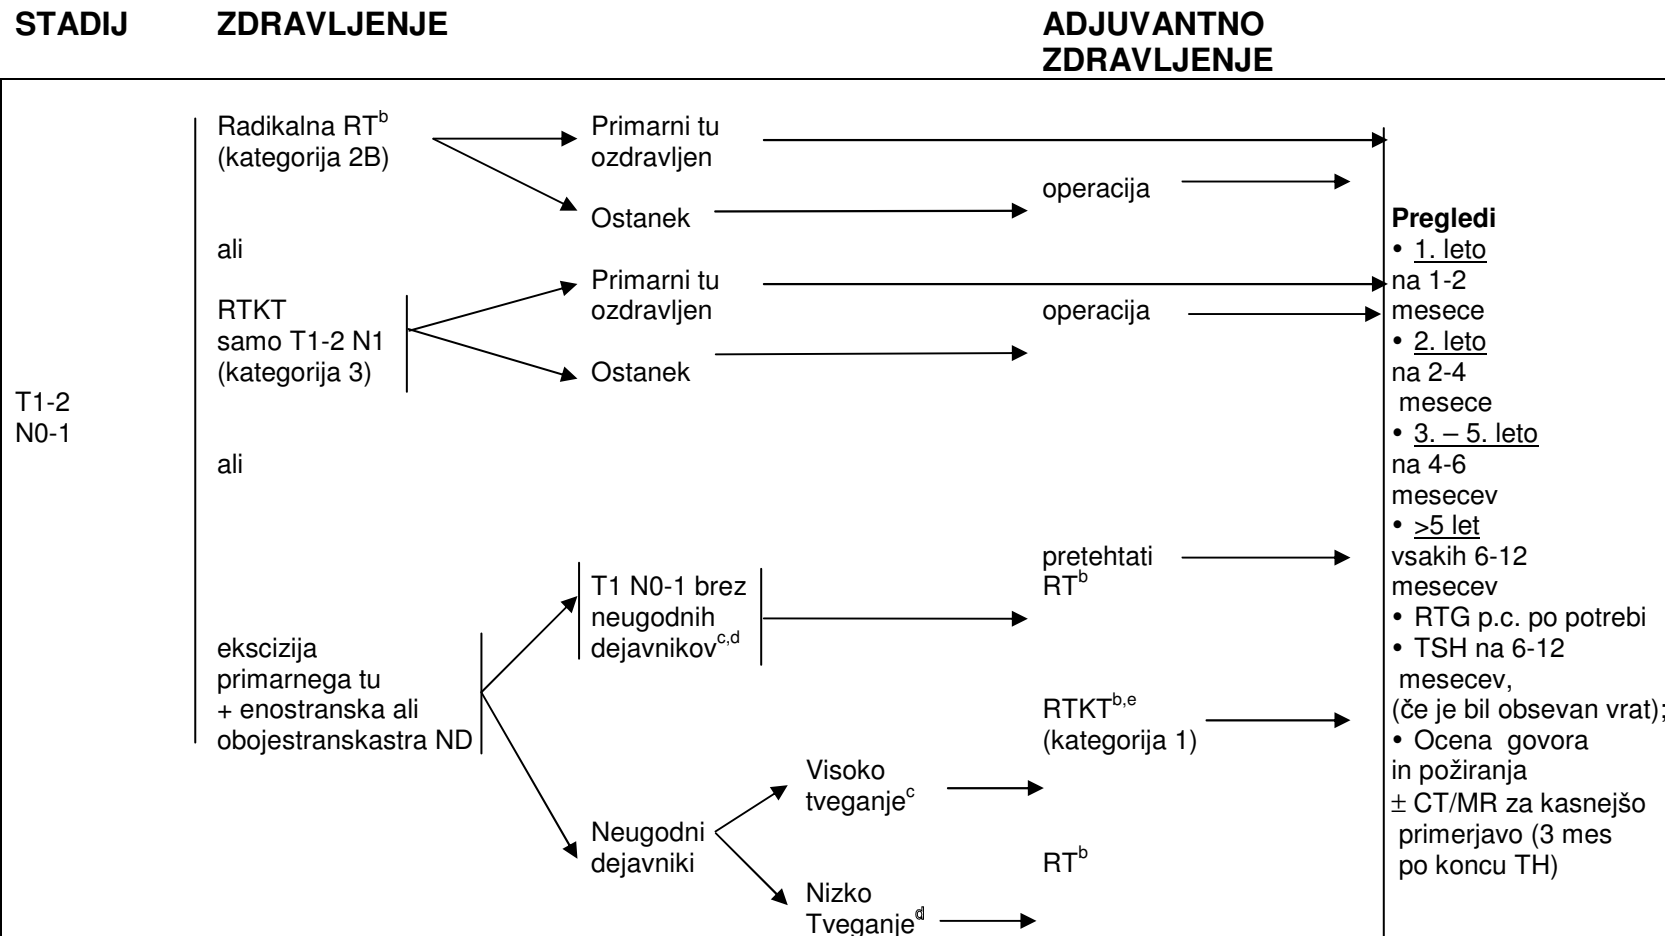 STADIJ
ZDRAVLJENJE
ADJUVANTNO
ZDRAVLJENJE
T1-2
N0-1
Radikalna RTb
(kategorija 2B)
ali
RTKT
samo T1-2 N1
(kategorija 3)
ali
ekscizija
primarnega tu
+ enostranska ali
obojestranskastra ND
Primarni tu
ozdravljen
Ostanek
Primarni tu
ozdravljen
Ostanek
T1 N0-1 brez
neugodnih
dejavnikovc,d
Neugodni
dejavniki
Visoko
tveganjec
Nizko
Tveganjed
operacija
operacija
pretehtati
RTb
RTKTb,e
(kategorija 1)
RTb
Pregledi
• 1. leto
na 1-2
mesece
• 2. leto
na 2-4
mesece
• 3. – 5. leto
na 4-6
mesecev
• >5 let
vsakih 6-12
mesecev
• RTG p.c. po potrebi
• TSH na 6-12
mesecev,
(če je bil obsevan vrat);
• Ocena govora
in požiranja
± CT/MR za kasnejšo
primerjavo (3 mes
po koncu TH)